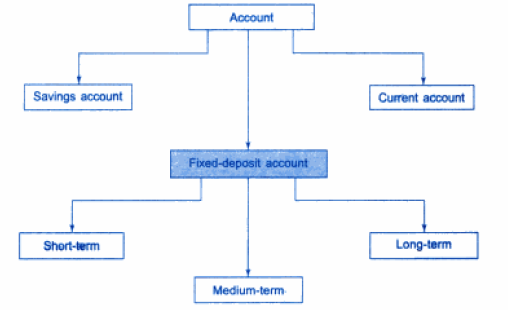 Account
Savings account
Current account
Fixed-deposit account
Short-term
Long-term
Medium-term